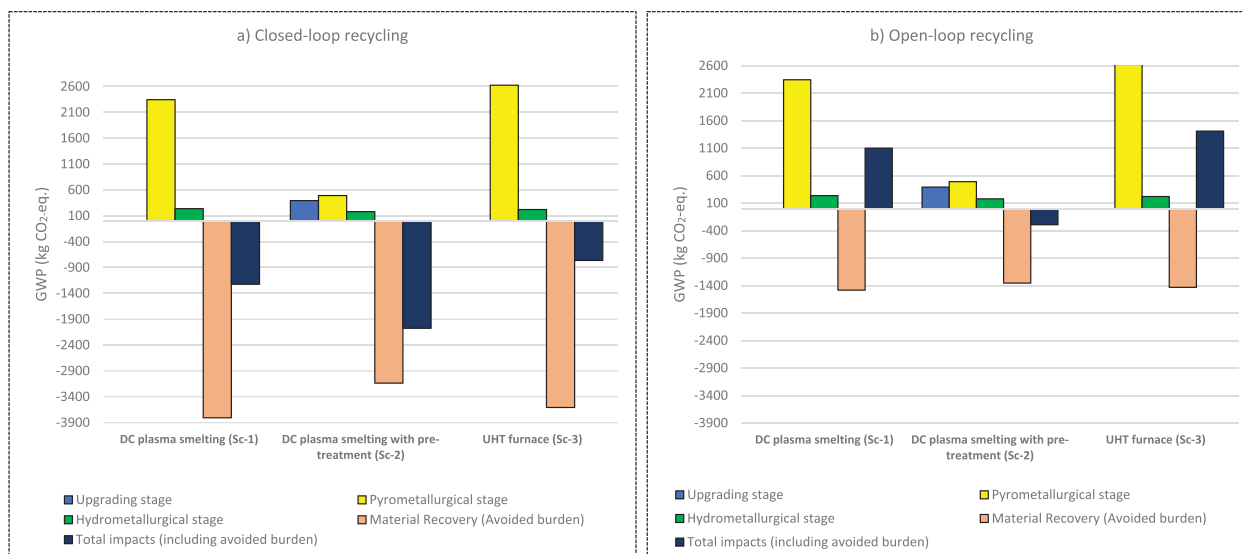 a) Closed-loop recycling
GWP (kg CO₂-eq.)
2600
2100
1600
1100
600
100
-400
-900
-1400
-1900
-2400
-2900
-3400
-3900
DC plasma smelting (Sc-1)
DC plasma smelting with pre-
treatment (Sc-2)
UHT furnace (Sc-3)
Upgrading stage
Pyrometallurgical stage
Hydrometallurgical stage
Material Recovery (Avoided burden)
Total impacts (including avoided burden)
b) Open-loop recycling
GWP (kg CO₂-eq.)
2600
2100
1600
1100
600
100
-400
-900
-1400
-1900
-2400
-2900
-3400
-3900
DC plasma smelting (Sc-1)
DC plasma smelting with pre-
treatment (Sc-2)
UHT furnace (Sc-3)
Upgrading stage
Pyrometallurgical stage
Hydrometallurgical stage
Material Recovery (Avoided burden)
Total impacts (including avoided burden)